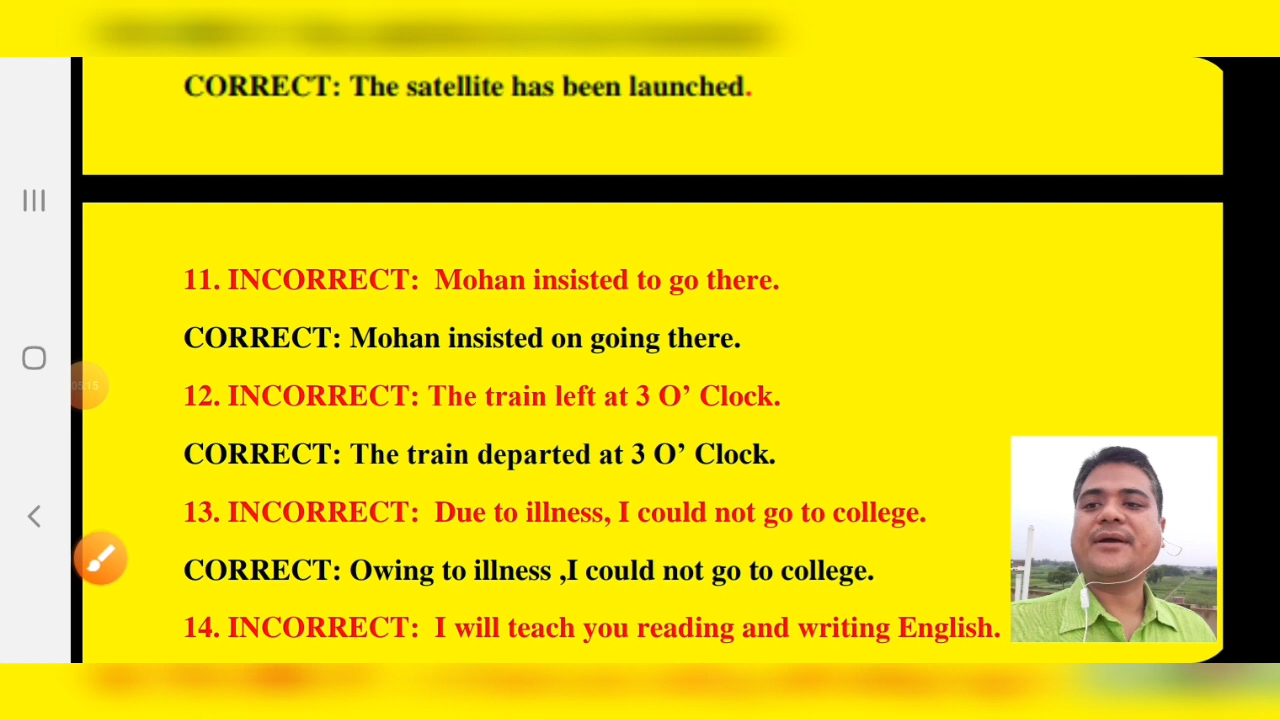 CORRECT: The satellite has been launched.
11. INCORRECT: Mohan insisted to go there.
CORRECT: Mohan insisted on going there.
05:15
12. INCORRECT: The train left at 3 O’ Clock.
CORRECT: The train departed at 3 O’ Clock.
13. INCORRECT: Due to illness, I could not go to college.
CORRECT: Owing to illness ,I could not go to college.
14. INCORRECT: I will teach you reading and writing English.